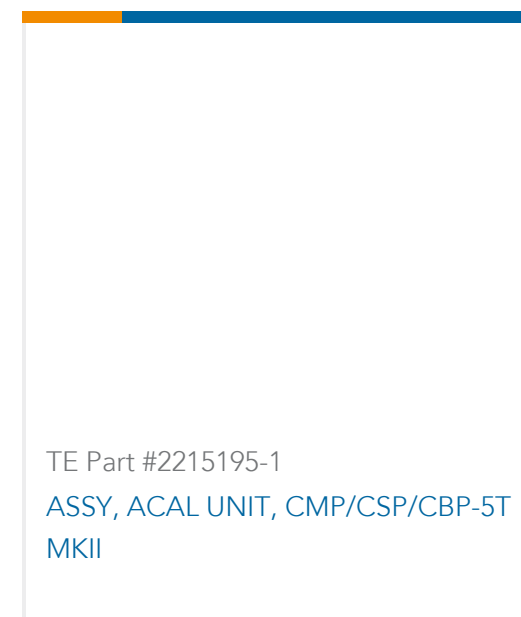 TE Part #2215195-1
ASSY, ACAL UNIT, CMP/CSP/CBP-5T
MKII